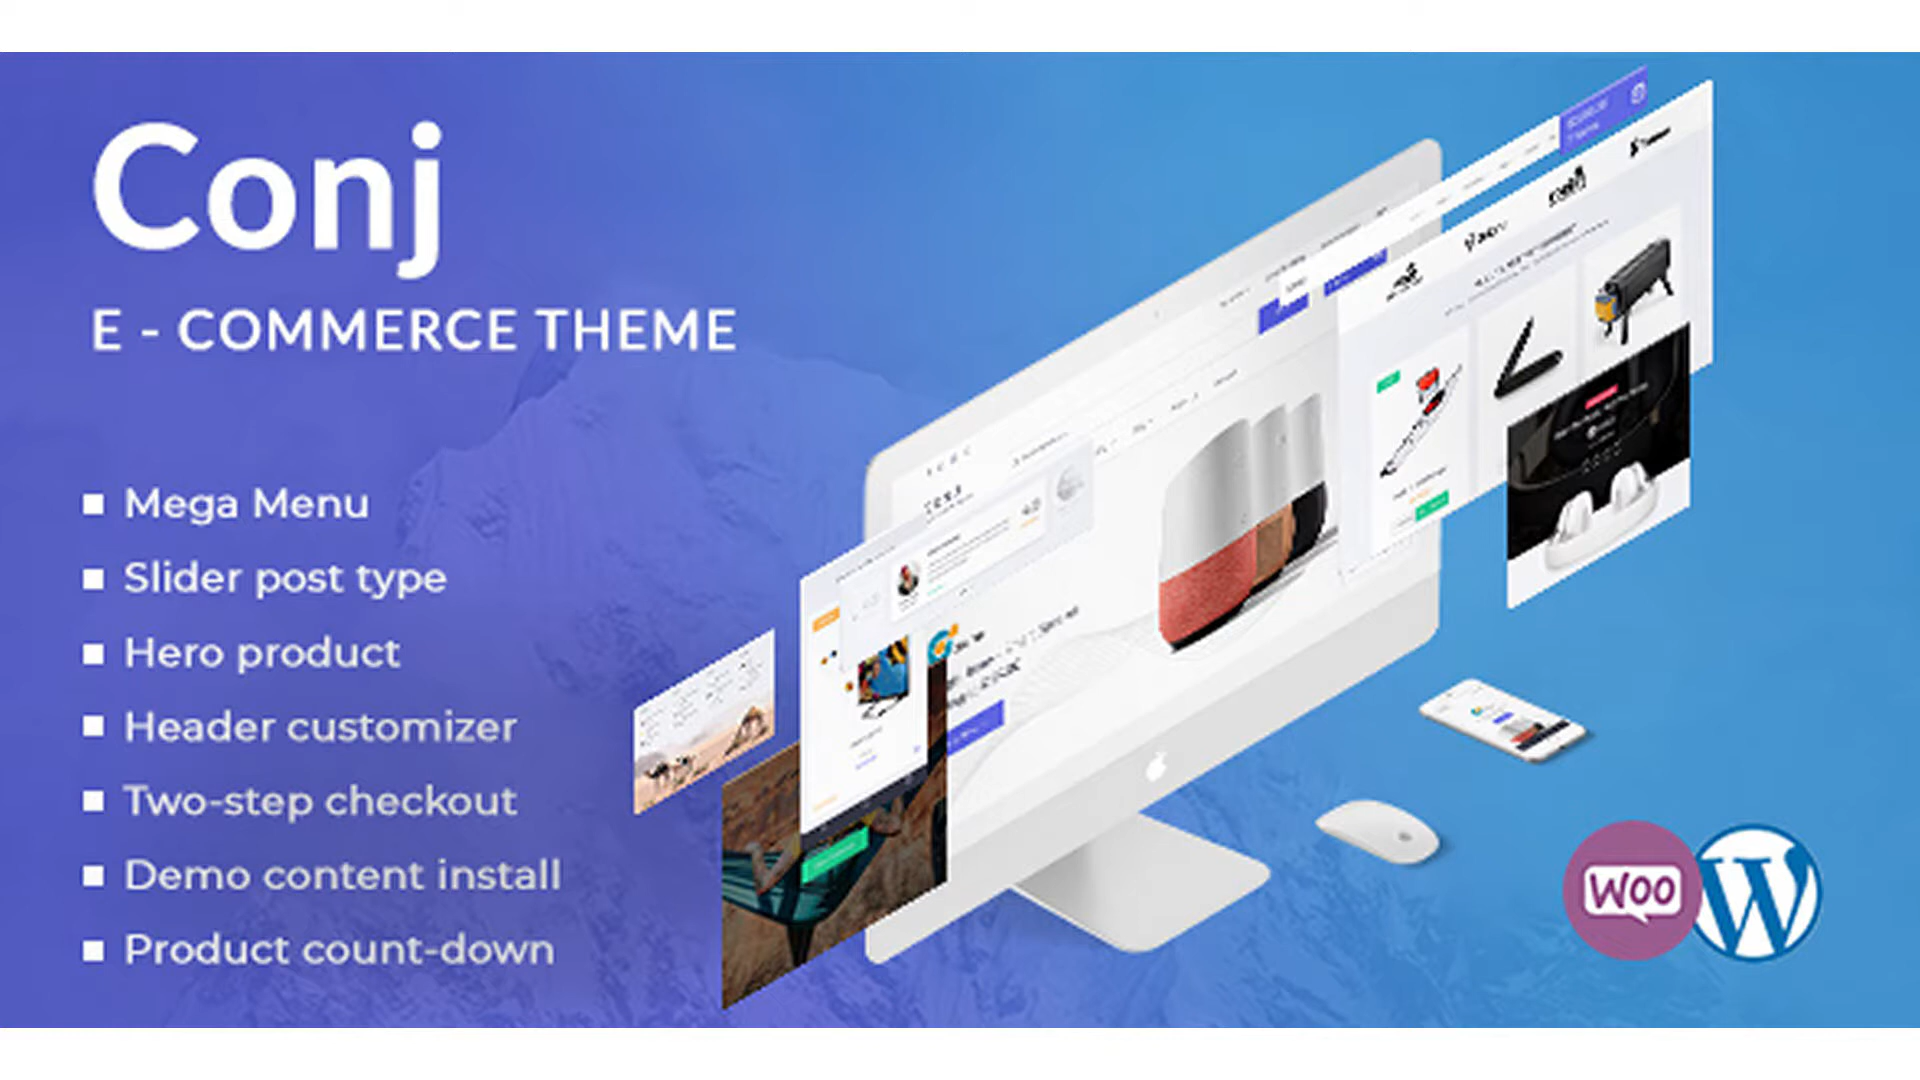 Conj
E - COMMERCE THEME
Mega Menu
Slider post type
Hero product
Header customizer
Two-step checkout
Demo content install
Product count-down
WOO
W